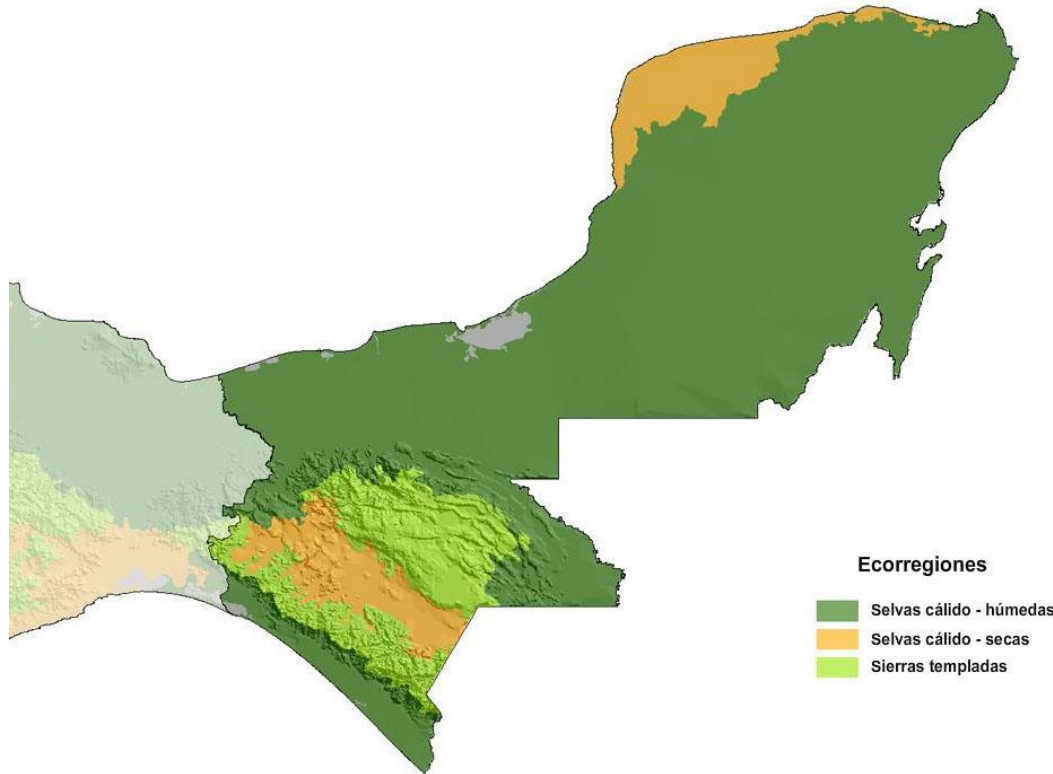 Ecorregiones
Selvas cálido - húmedas
Selvas cálido - secas
Sierras templadas